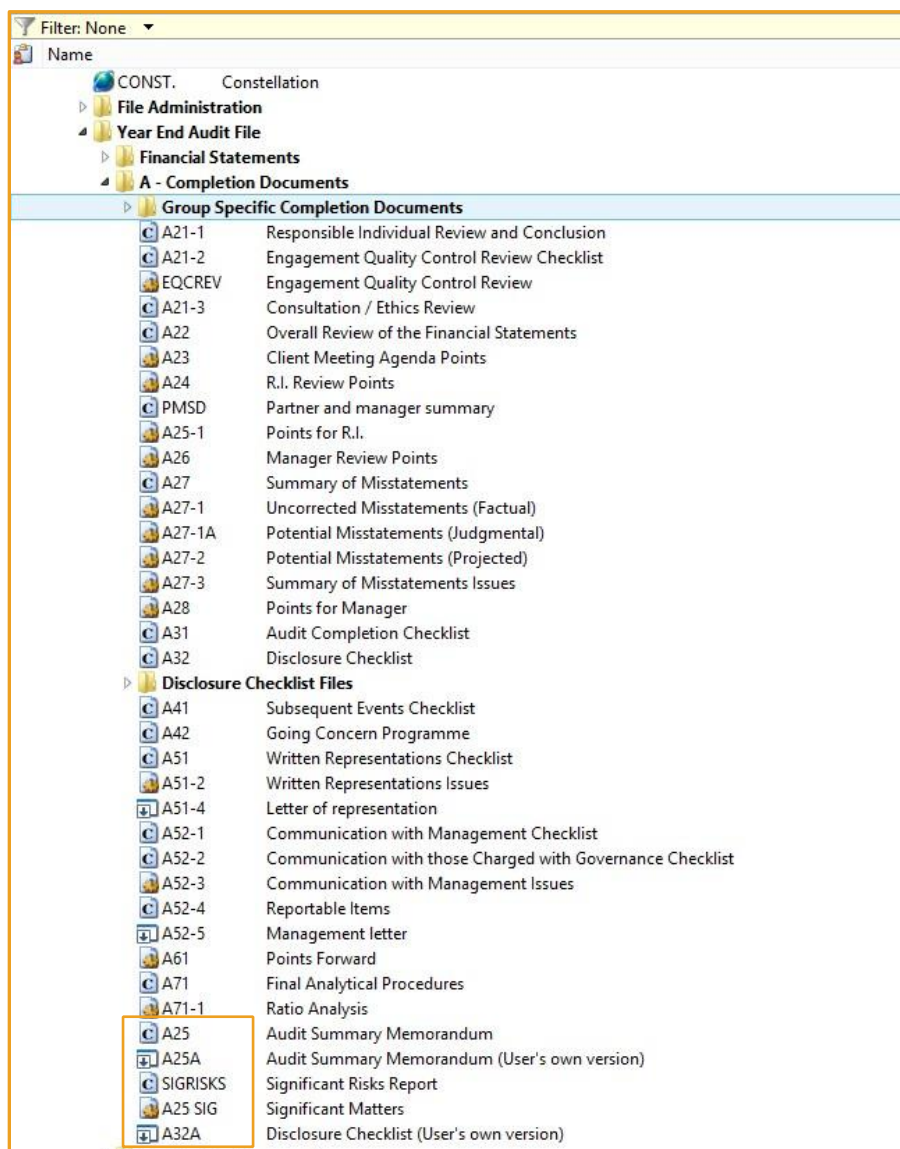 Filter: None
Name
CONST. Constellation
File Administration
Year End Audit File
Financial Statements
A - Completion Documents
Group Specific Completion Documents
A21-1 Responsible Individual Review and Conclusion
A21-2 Engagement Quality Control Review Checklist
EQCREV Engagement Quality Control Review
A21-3 Consultation / Ethics Review
A22 Overall Review of the Financial Statements
A23 Client Meeting Agenda Points
A24 R.I. Review Points
PMSD Partner and manager summary
A25-1 Points for R.I.
A26 Manager Review Points
A27 Summary of Misstatements
A27-1 Uncorrected Misstatements (Factual)
A27-1A Potential Misstatements (Judgmental)
A27-2 Potential Misstatements (Projected)
A27-3 Summary of Misstatements Issues
A28 Points for Manager
A31 Audit Completion Checklist
A32 Disclosure Checklist
Disclosure Checklist Files
A41 Subsequent Events Checklist
A42 Going Concern Programme
A51 Written Representations Checklist
A51-2 Written Representations Issues
A51-4 Letter of representation
A52-1 Communication with Management Checklist
A52-2 Communication with those Charged with Governance Checklist
A52-3 Communication with Management Issues
A52-4 Reportable Items
A52-5 Management letter
A61 Points Forward
A71 Final Analytical Procedures
A71-1 Ratio Analysis
A25 Audit Summary Memorandum
A25A Audit Summary Memorandum (User's own version)
SIGRISKS Significant Risks Report
A25 SIG Significant Matters
A32A Disclosure Checklist (User's own version)